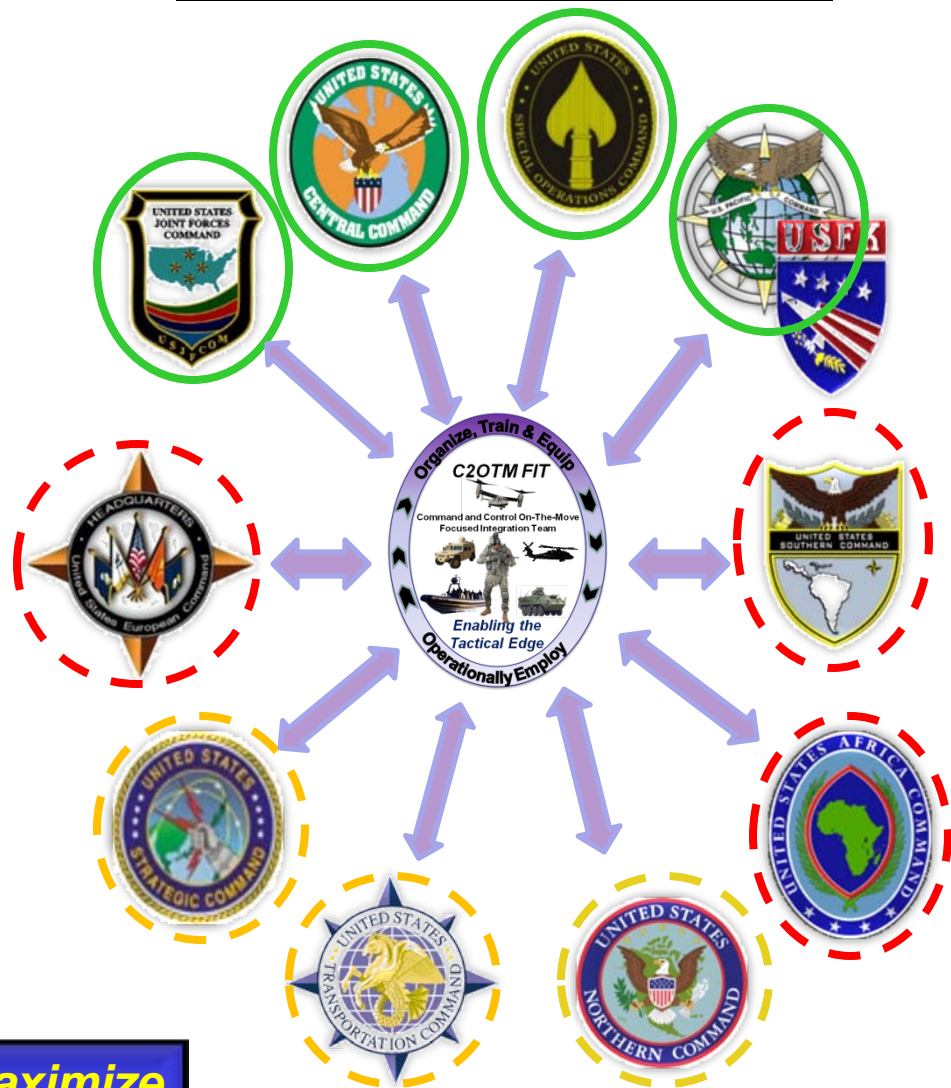 UNITED STATES
CENTRAL COMMAND
UNITED STATES
SPECIAL OPERATIONS COMMAND
UNITED STATES
JOINT FORCES
COMMAND
USJFCOM
U.S. PACIFIC COMMAND
USFK
Organize, Train & Equip
C2OTM FIT
Command and Control On-The-Move
Focused Integration Team
Enabling the
Tactical Edge
Operationally Employ
HEADQUARTERS
United States European Command
UNITED STATES
SOUTHERN COMMAND
UNITED STATES
STRATEGIC COMMAND
UNITED STATES AFRICA COMMAND
UNITED STATES
TRANSPORTATION COMMAND
UNITED STATES
NORTHERN COMMAND
aximize